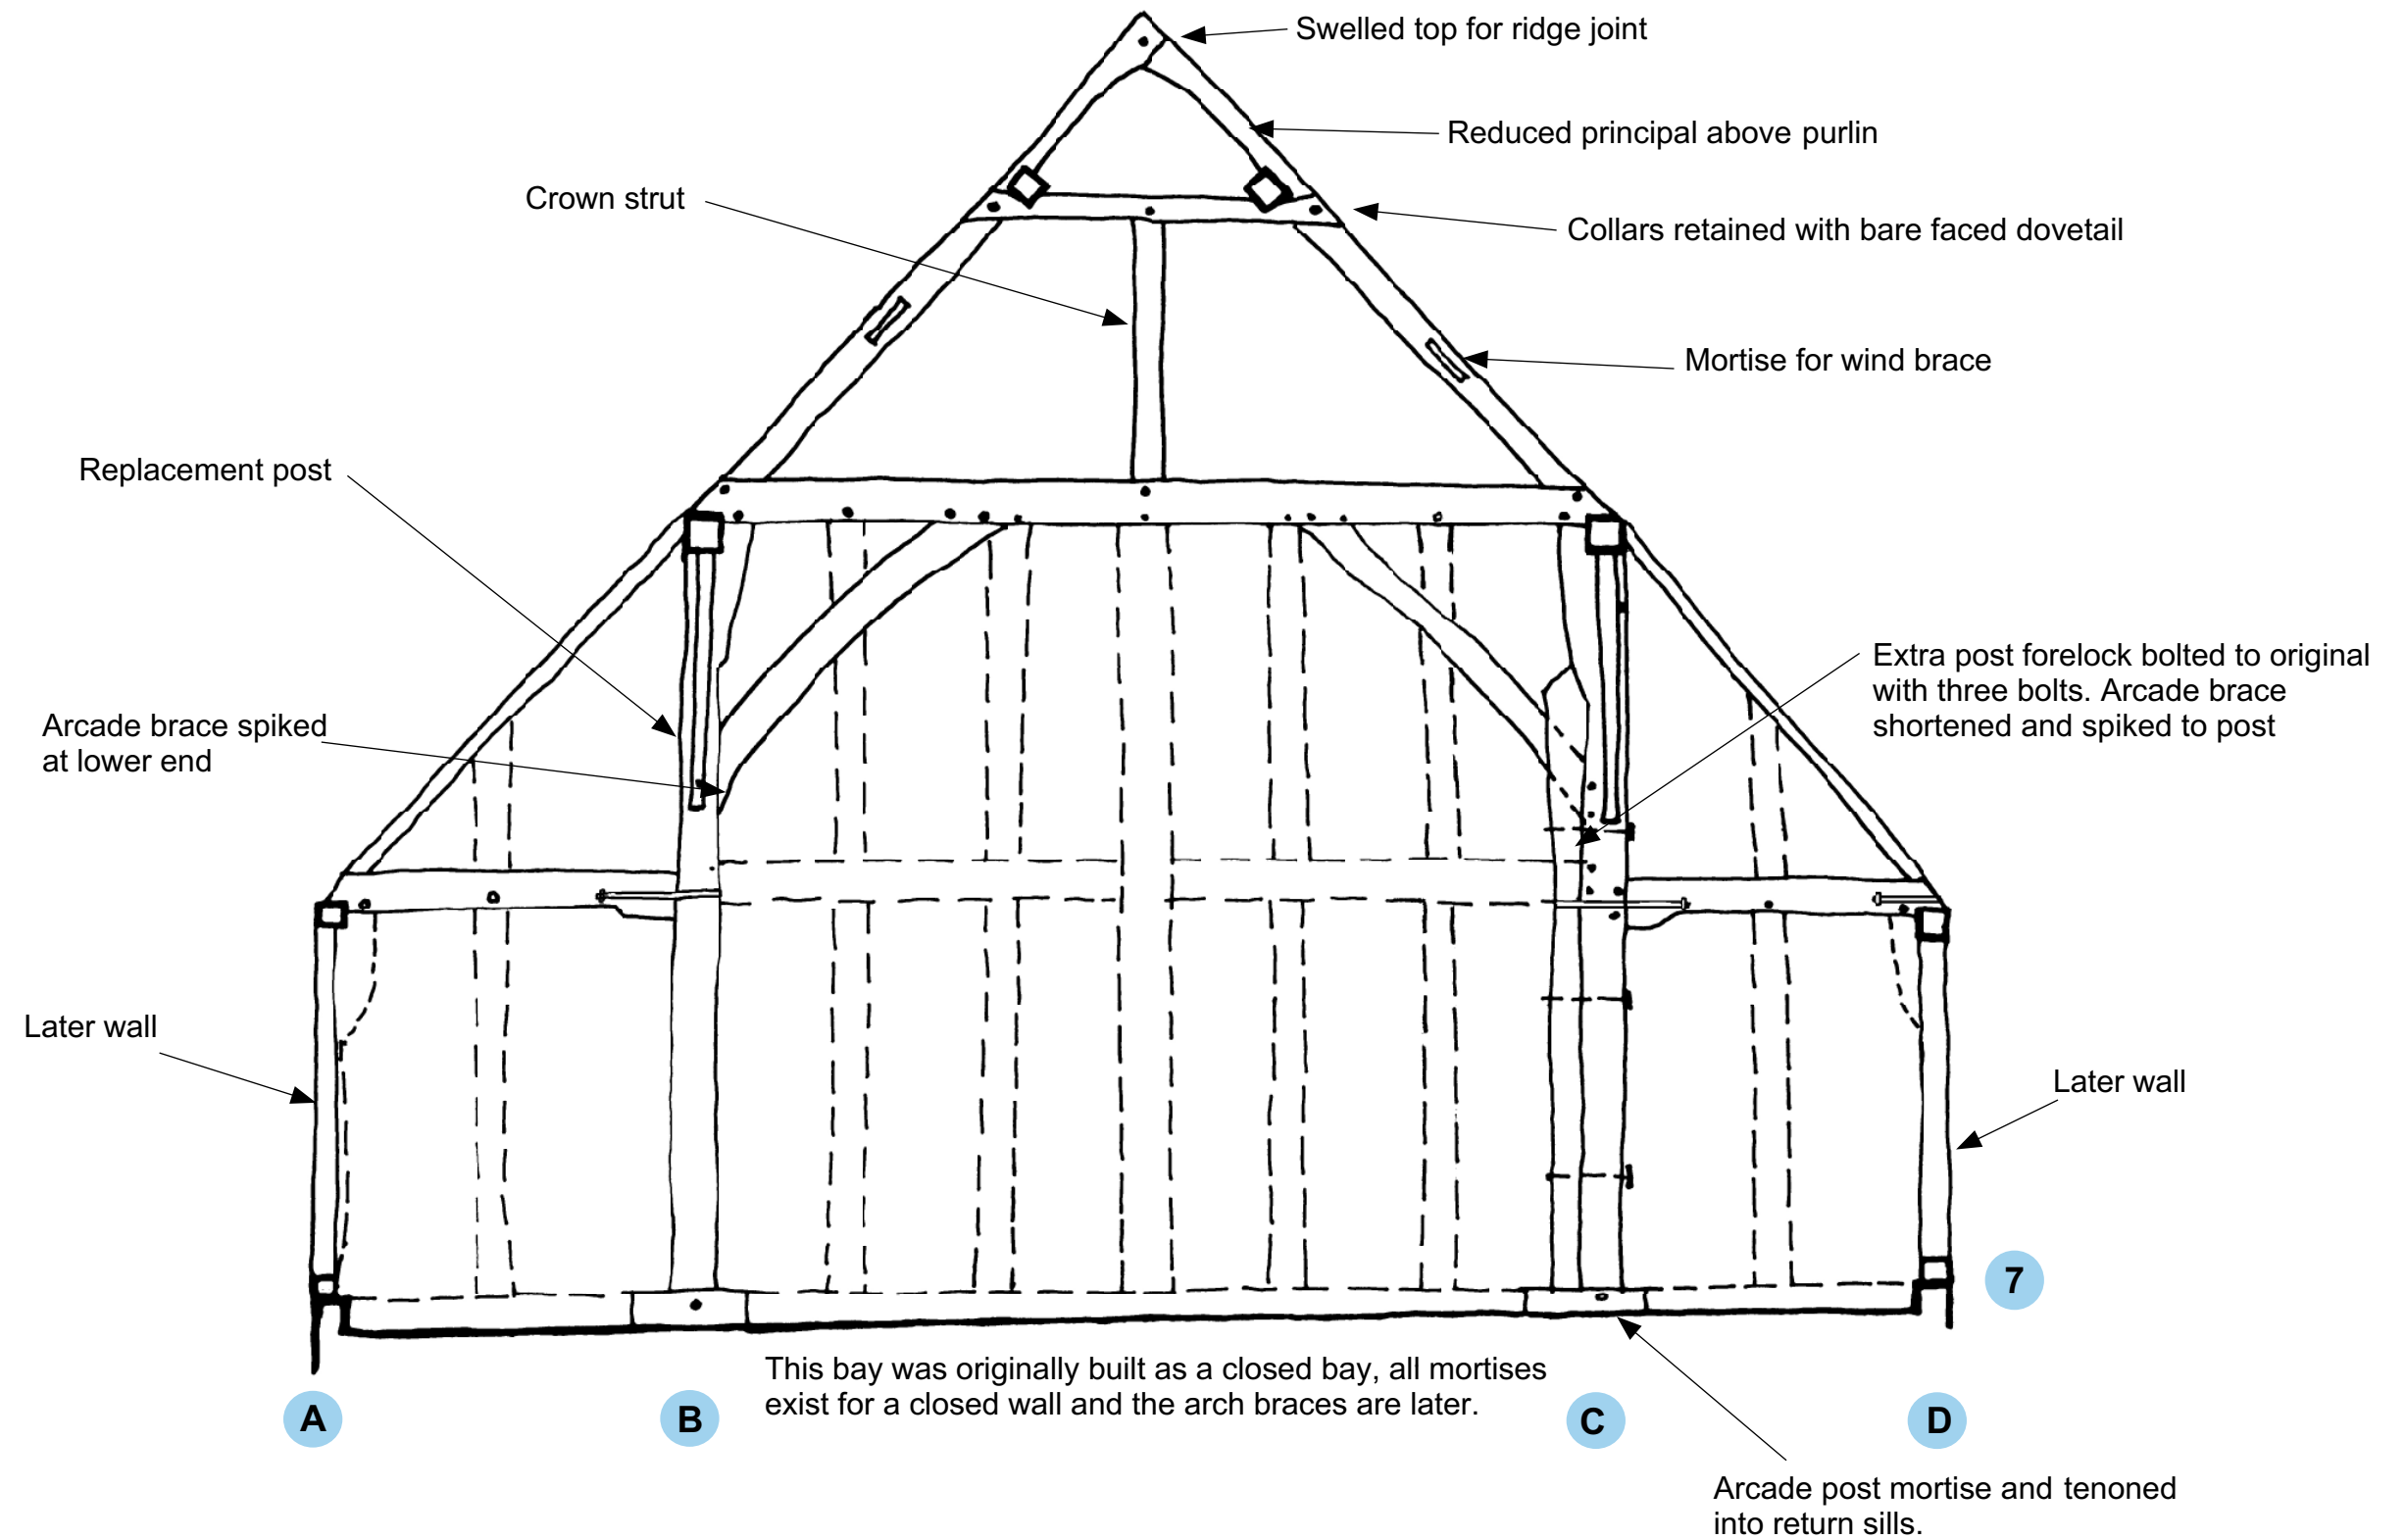 Swelled top for ridge joint
Reduced principal above purlin
Crown strut
Collars retained with bare faced dovetail
Mortise for wind brace
Replacement post
Extra post forelock bolted to original
with three bolts. Arcade brace
shortened and spiked to post
Arcade brace spiked
at lower end
Later wall
Later wall
7
This bay was originally built as a closed bay, all mortises
exist for a closed wall and the arch braces are later.
A
B
C
D
Arcade post mortise and tenoned
into return sills.